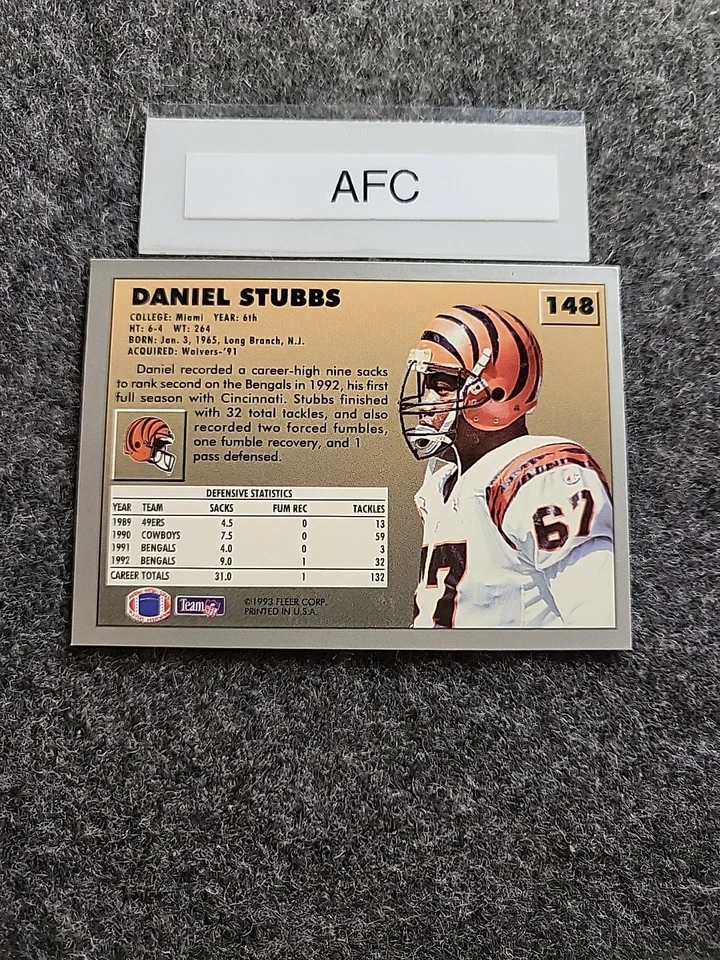 AFC
DANIEL STUBBS
148
COLLEGE: Miami YEAR: 6th
HT: 6-4 WT: 264
BORN: Jan. 3, 1965, Long Branch, N.J.
ACQUIRED: Waivers-'91
Daniel recorded a career-high nine sacks
to rank second on the Bengals in 1992, his first
full season with Cincinnati. Stubbs finished
with 32 total tackles, and also
recorded two forced fumbles,
one fumble recovery, and 1
pass defensed.
DEFENSIVE STATISTICS
YEAR TEAM SACKS FUM REC TACKLES
1989 49ERS 4.5 0 13
1990 COWBOYS 7.5 0 59
1991 BENGALS 4.0 0 3
1992 BENGALS 9.0 1 32
CAREER TOTALS 31.0 1 132
67
67
Team NFL
©1993 FLEER CORP.
PRINTED IN U.S.A.